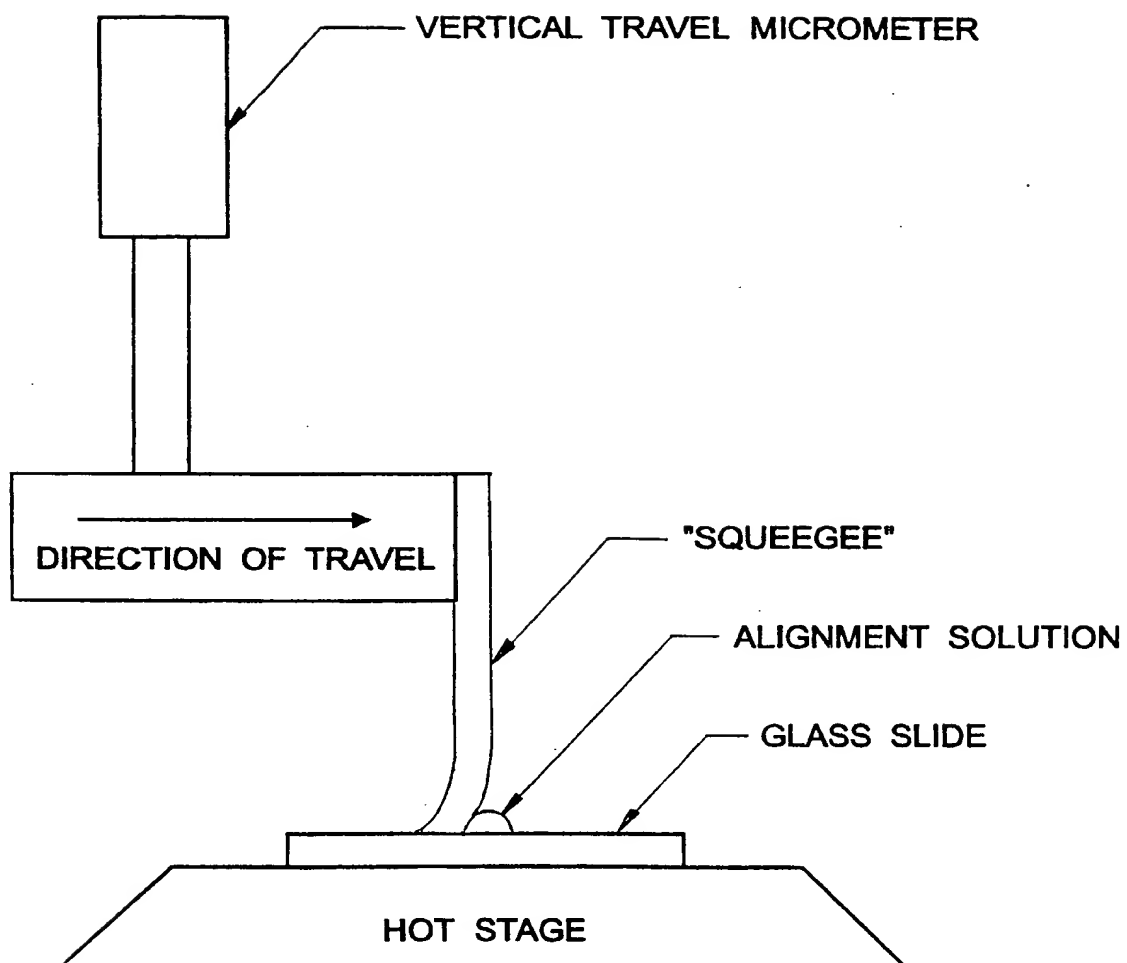 VERTICAL TRAVEL MICROMETER
DIRECTION OF TRAVEL
"SQUEEGEE"
ALIGNMENT SOLUTION
GLASS SLIDE
HOT STAGE